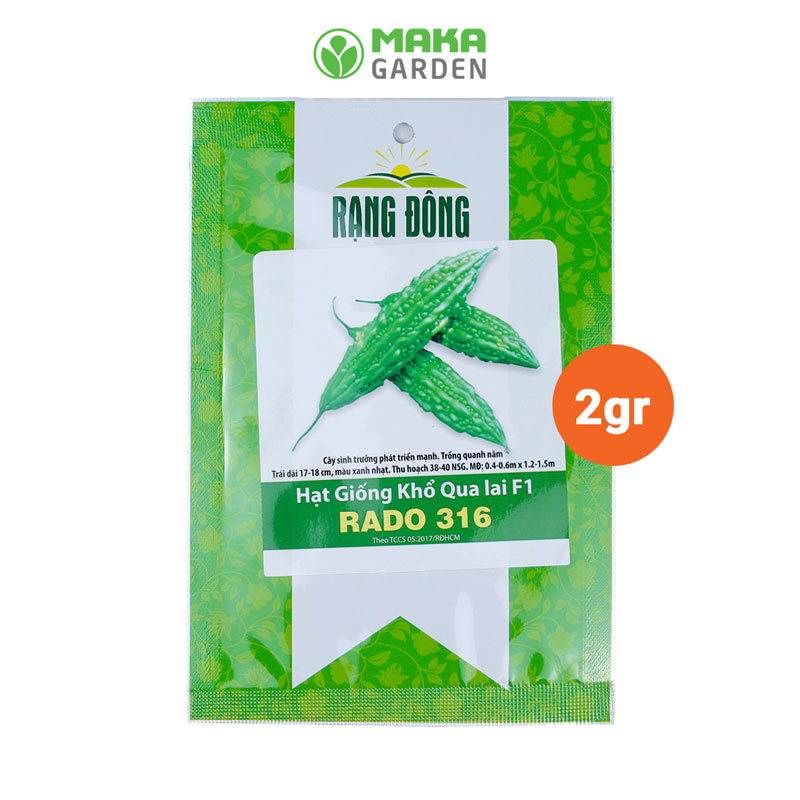 MAKA
GARDEN
RẠNG ĐÔNG
Cây sinh trưởng phát triển mạnh. Trồng quanh năm
Trái dài 17-18 cm, màu xanh nhạt. Thu hoạch 38-40 NSG. MĐ: 0.4-0.6m x 1.2-1.5m
2gr
Hạt Giống Khổ Qua lai F1
RADO 316
Theo TCCS 05:2017/RĐHCM